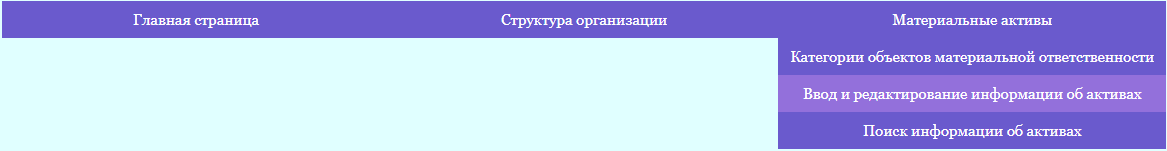 Главная страница
Структура организации
Материальные активы
Категории объектов материальной ответственности
Ввод и редактирование информации об активах
Поиск информации об активах